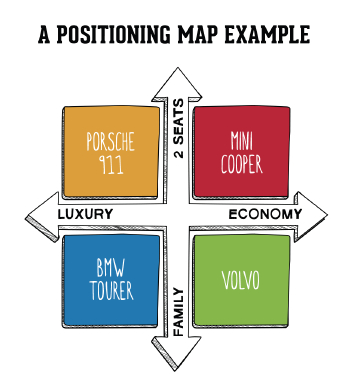 A POSITIONING MAP EXAMPLE
2 SEATS
PORSCHE
911
MINI
COOPER
LUXURY
ECONOMY
BMW
TOURER
VOLVO
FAMILY